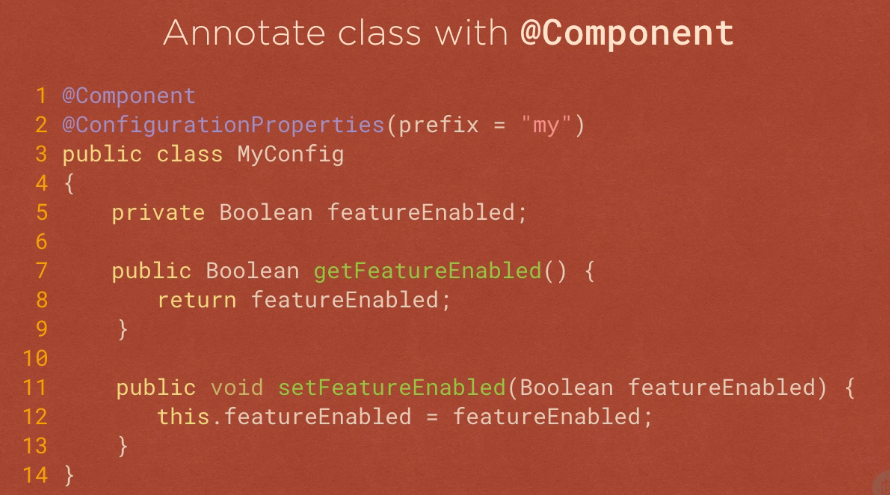 Annotate class with @Component
1 @Component
2 @ConfigurationProperties(prefix = "my")
3 public class MyConfig
4 {
5 private Boolean featureEnabled;
6
7 public Boolean getFeatureEnabled() {
8 return featureEnabled;
9 }
10
11 public void setFeatureEnabled(Boolean featureEnabled) {
12 this.featureEnabled = featureEnabled;
13 }
14 }